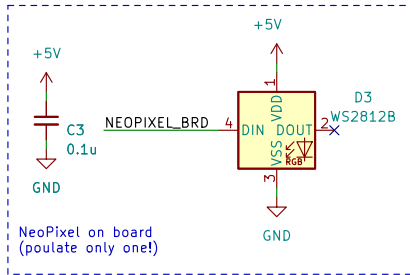 +5V
+5V
D3
WS2812B
C3
0.1u
NEOPIXEL_BRD
4
DIN
1
VDD
DOUT
2
VSS
3
RGB
GND
GND
NeoPixel on board
(poulate only one!)